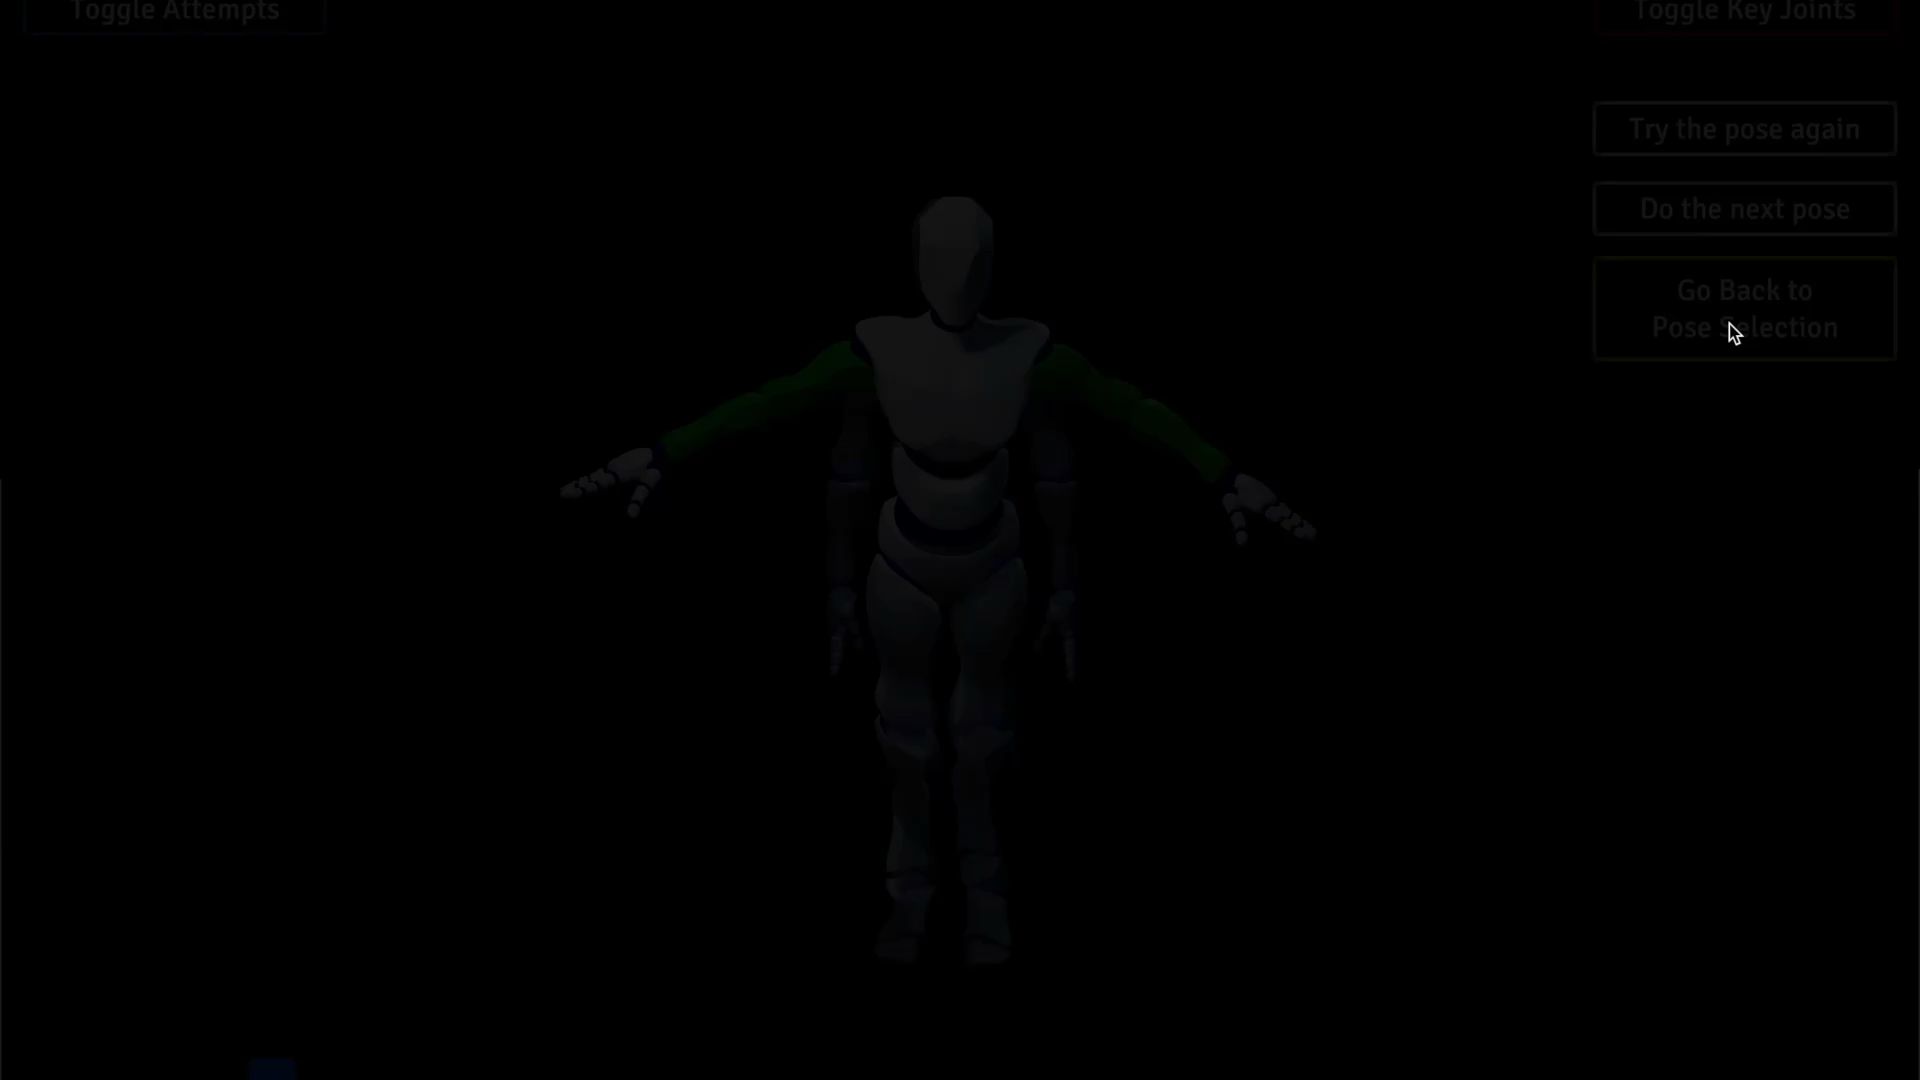 Toggle Attempts
Toggle Key Joints
Try the pose again
Do the next pose
Go Back to
Pose Selection